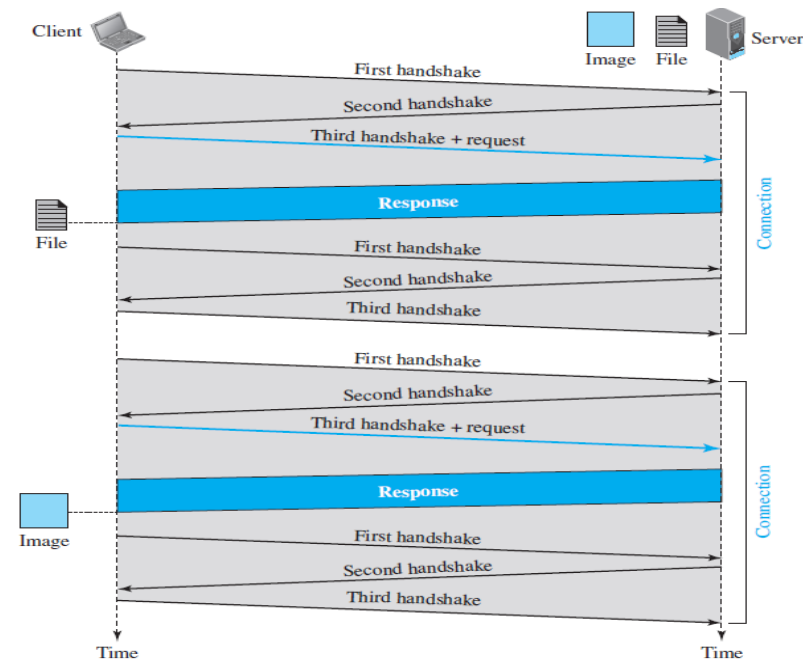 Client
Image
File
Server
First handshake
Second handshake
Third handshake + request
Response
File
First handshake
Second handshake
Third handshake
Connection
First handshake
Second handshake
Third handshake + request
Response
Image
First handshake
Second handshake
Third handshake
Connection
Time
Time